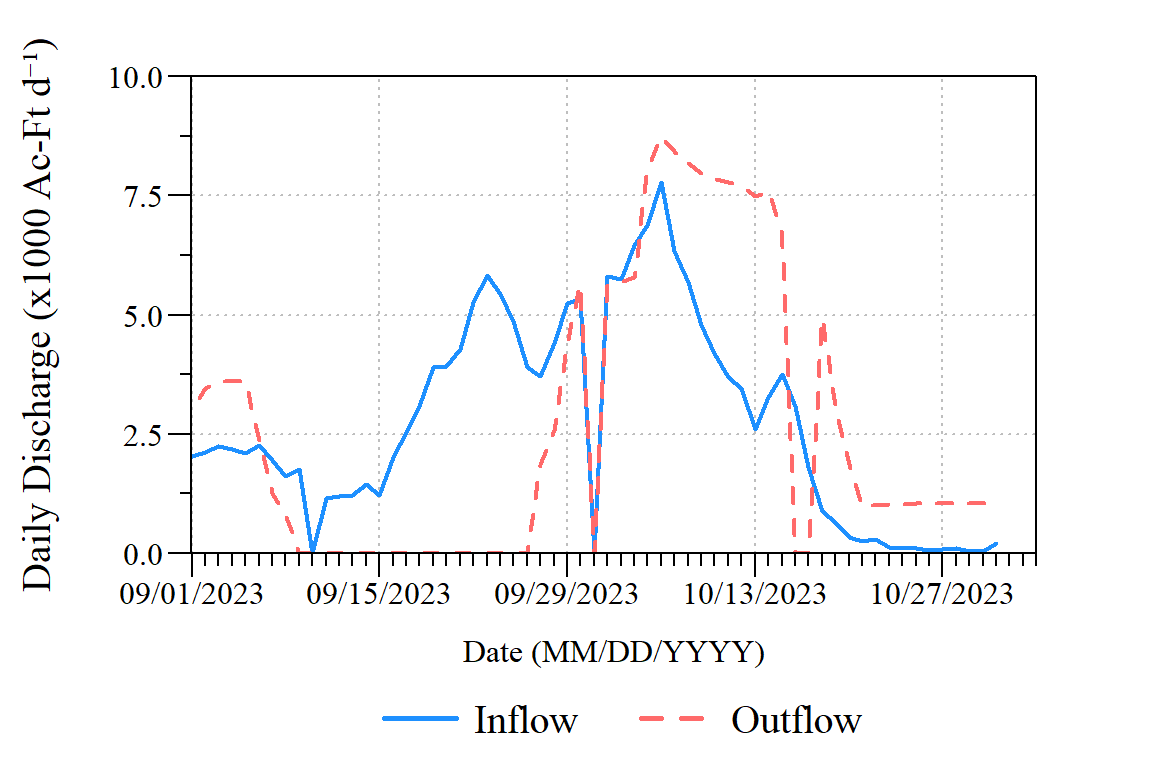 Daily Discharge (x1000 Ac-Ft d⁻¹)
10.0
7.5
5.0
2.5
0.0
09/01/2023 09/15/2023 09/29/2023 10/13/2023 10/27/2023
Date (MM/DD/YYYY)
Inflow Outflow